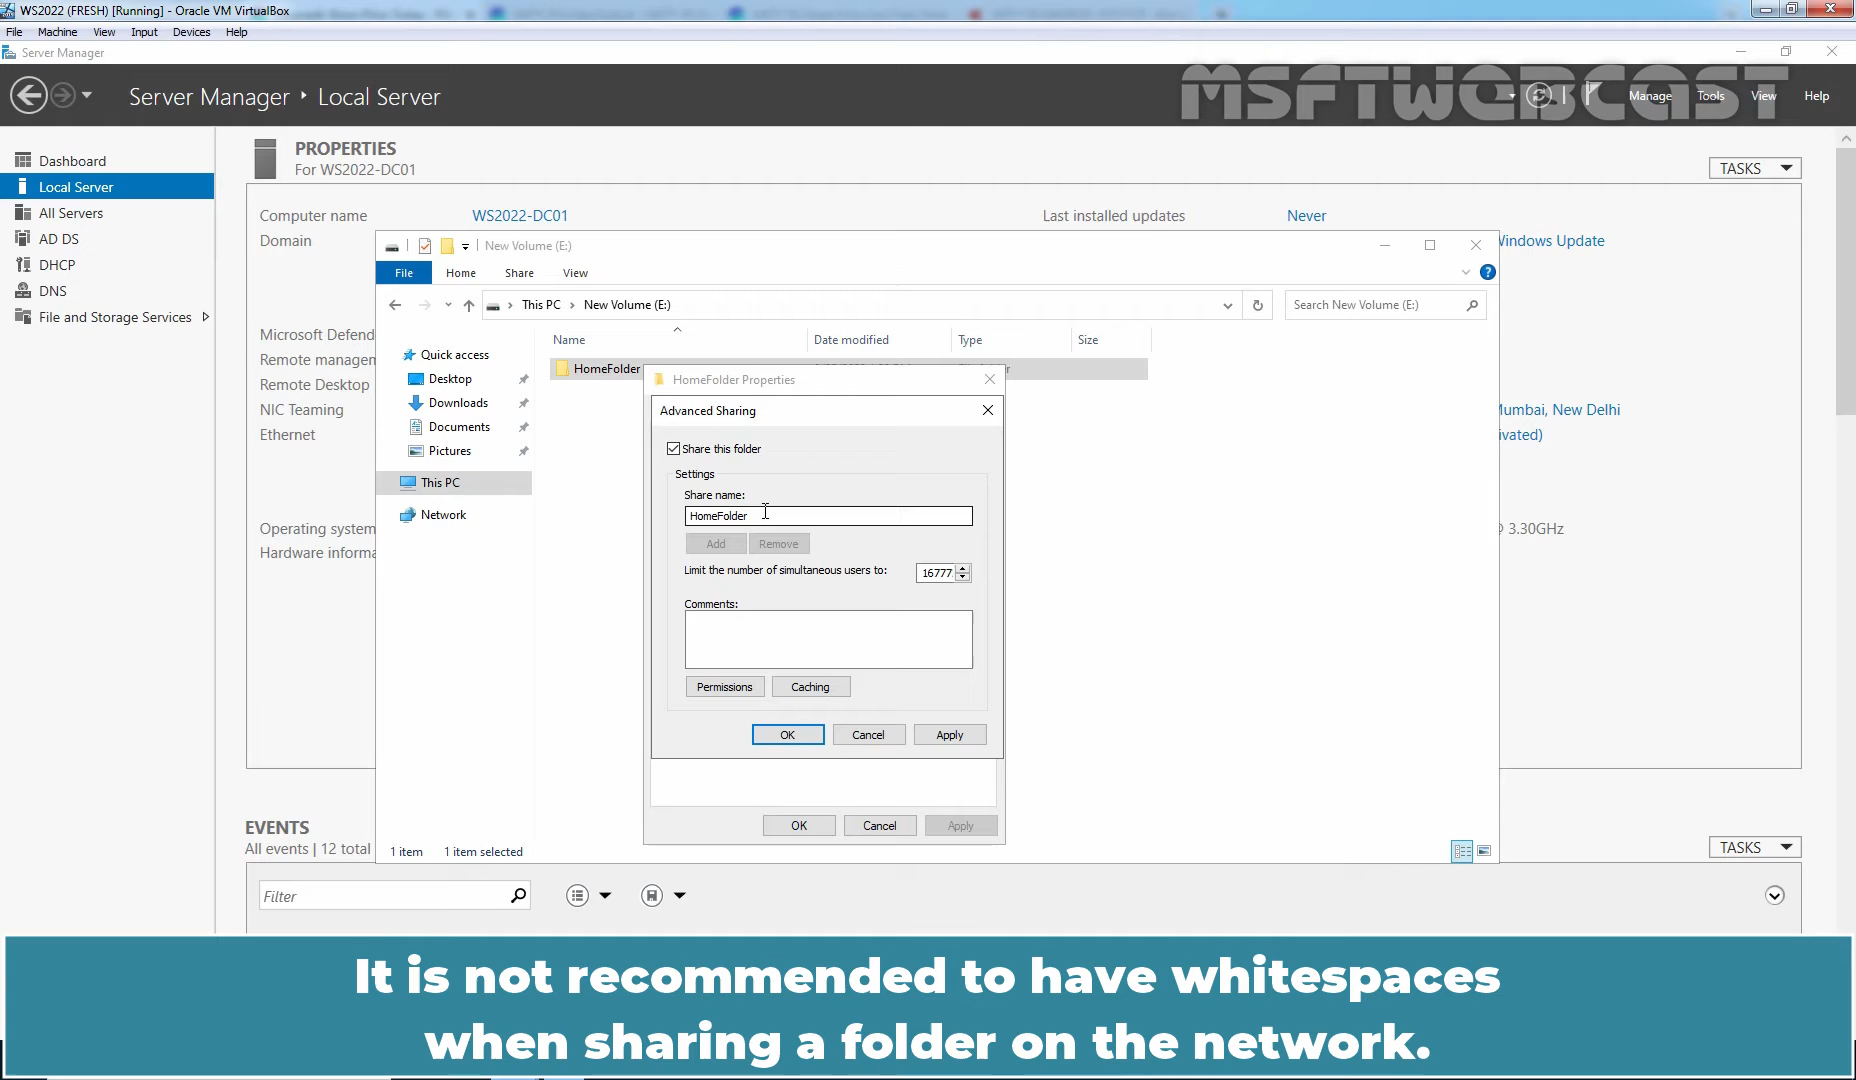 WS2022 (FRESH) [Running] - Oracle VM VirtualBox
File Machine View Input Devices Help
Server Manager
Server Manager ‣ Local Server
MSFTWEBCAST
Manage Tools View Help
Dashboard
Local Server
All Servers
AD DS
DHCP
DNS
File and Storage Services
PROPERTIES
For WS2022-DC01
TASKS
Computer name WS2022-DC01 Last installed updates Never
Domain
Windows Update
Microsoft Defend
Remote managem
Remote Desktop
NIC Teaming
Mumbai, New Delhi
Ethernet
ivated)
Operating system
@ 3.30GHz
Hardware informa
New Volume (E:)
File Home Share View
This PC › New Volume (E:)
Search New Volume (E:)
Name Date modified Type Size
Quick access
Desktop
Downloads
Documents
Pictures
This PC
Network
HomeFolder
HomeFolder Properties
Advanced Sharing
Share this folder
Settings
Share name:
HomeFolder
Add Remove
Limit the number of simultaneous users to: 16777
Comments:
Permissions Caching
OK Cancel Apply
OK Cancel Apply
1 item 1 item selected
EVENTS
All events | 12 total
TASKS
Filter
It is not recommended to have whitespaces
when sharing a folder on the network.